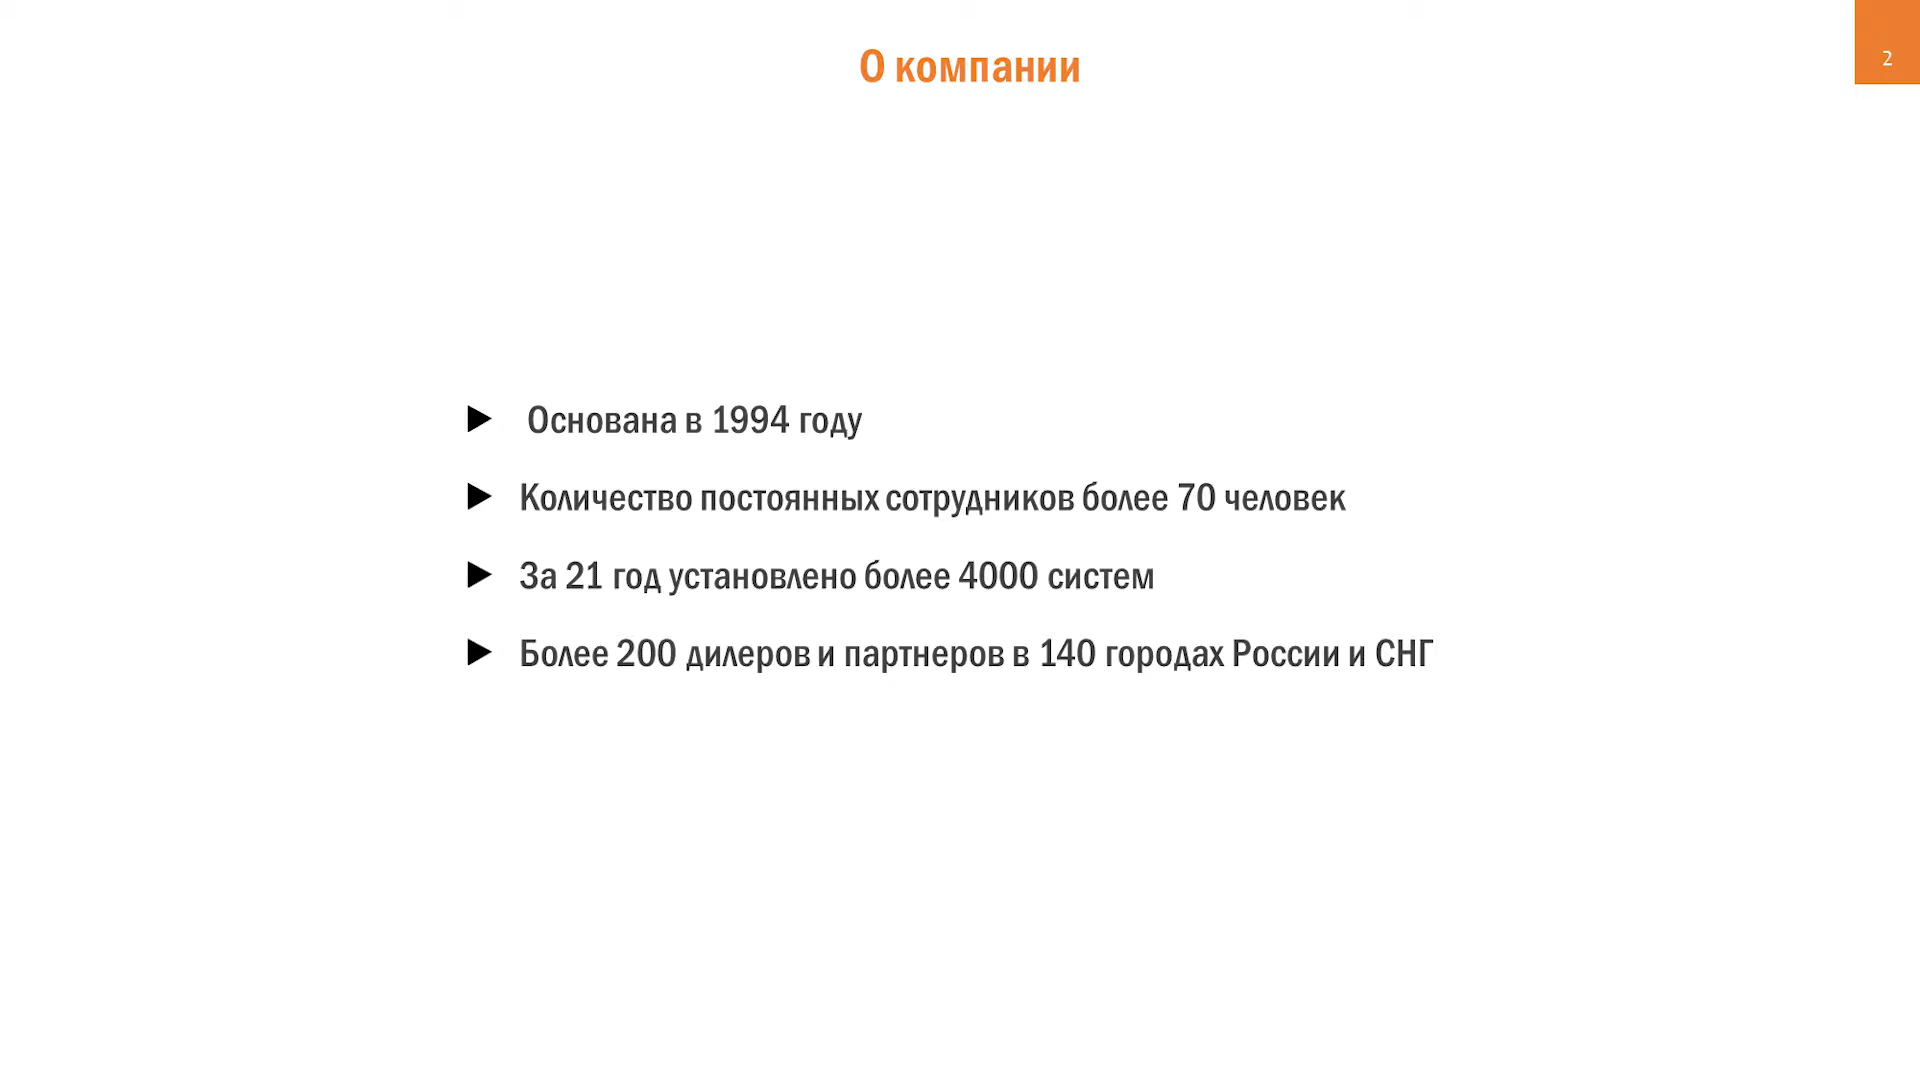 О компании
2
Основана в 1994 году
Количество постоянных сотрудников более 70 человек
За 21 год установлено более 4000 систем
Более 200 дилеров и партнеров в 140 городах России и СНГ